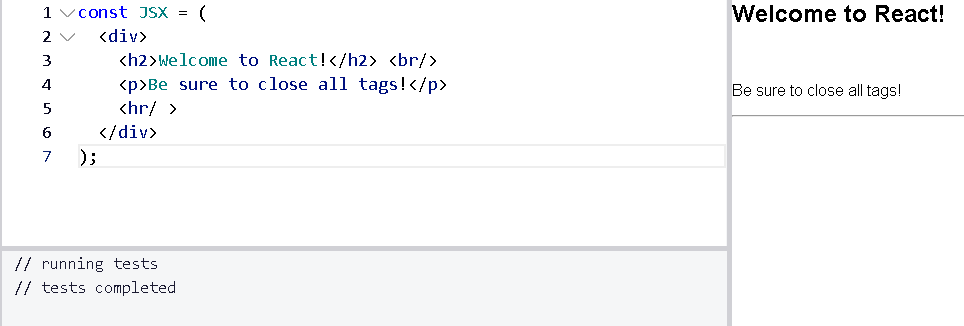 1 const JSX = (
2 <div>
3 <h2>Welcome to React!</h2> <br/>
4 <p>Be sure to close all tags!</p>
5 <hr/ >
6 </div>
7 );
// running tests
// tests completed
Welcome to React!
Be sure to close all tags!